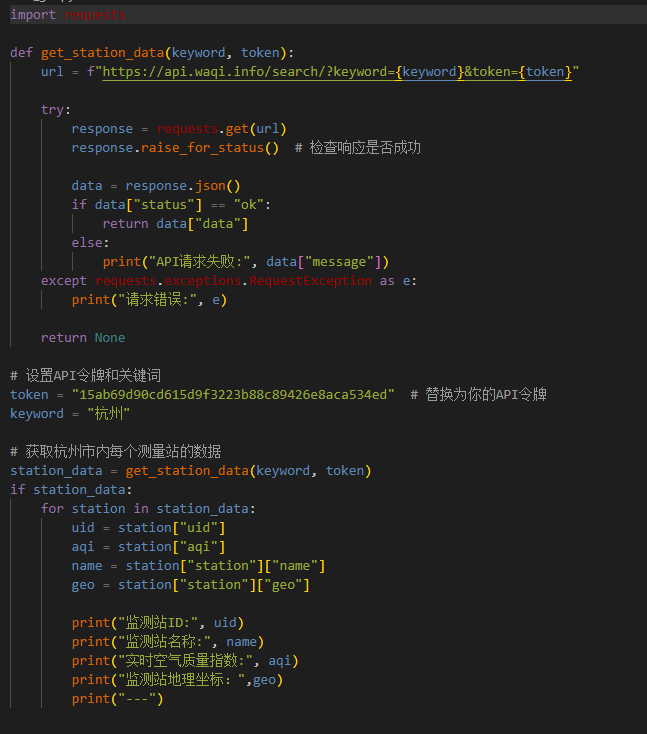 import requests
def get_station_data(keyword, token):
url = f"https://api.waqi.info/search/?keyword={keyword}&token={token}"
try:
response = requests.get(url)
response.raise_for_status()  # 检查响应是否成功
data = response.json()
if data["status"] == "ok":
return data["data"]
else:
print("API请求失败:", data["message"])
except requests.exceptions.RequestException as e:
print("请求错误:", e)
return None
# 设置API令牌和关键词
token = "15ab69d90cd615d9f3223b88c89426e8aca534ed"  # 替换为你的API令牌
keyword = "杭州"
# 获取杭州市内每个测量站的数据
station_data = get_station_data(keyword, token)
if station_data:
for station in station_data:
uid = station["uid"]
aqi = station["aqi"]
name = station["station"]["name"]
geo = station["station"]["geo"]
print("监测站ID:", uid)
print("监测站名称:", name)
print("实时空气质量指数:", aqi)
print("监测站地理坐标：",geo)
print("---")